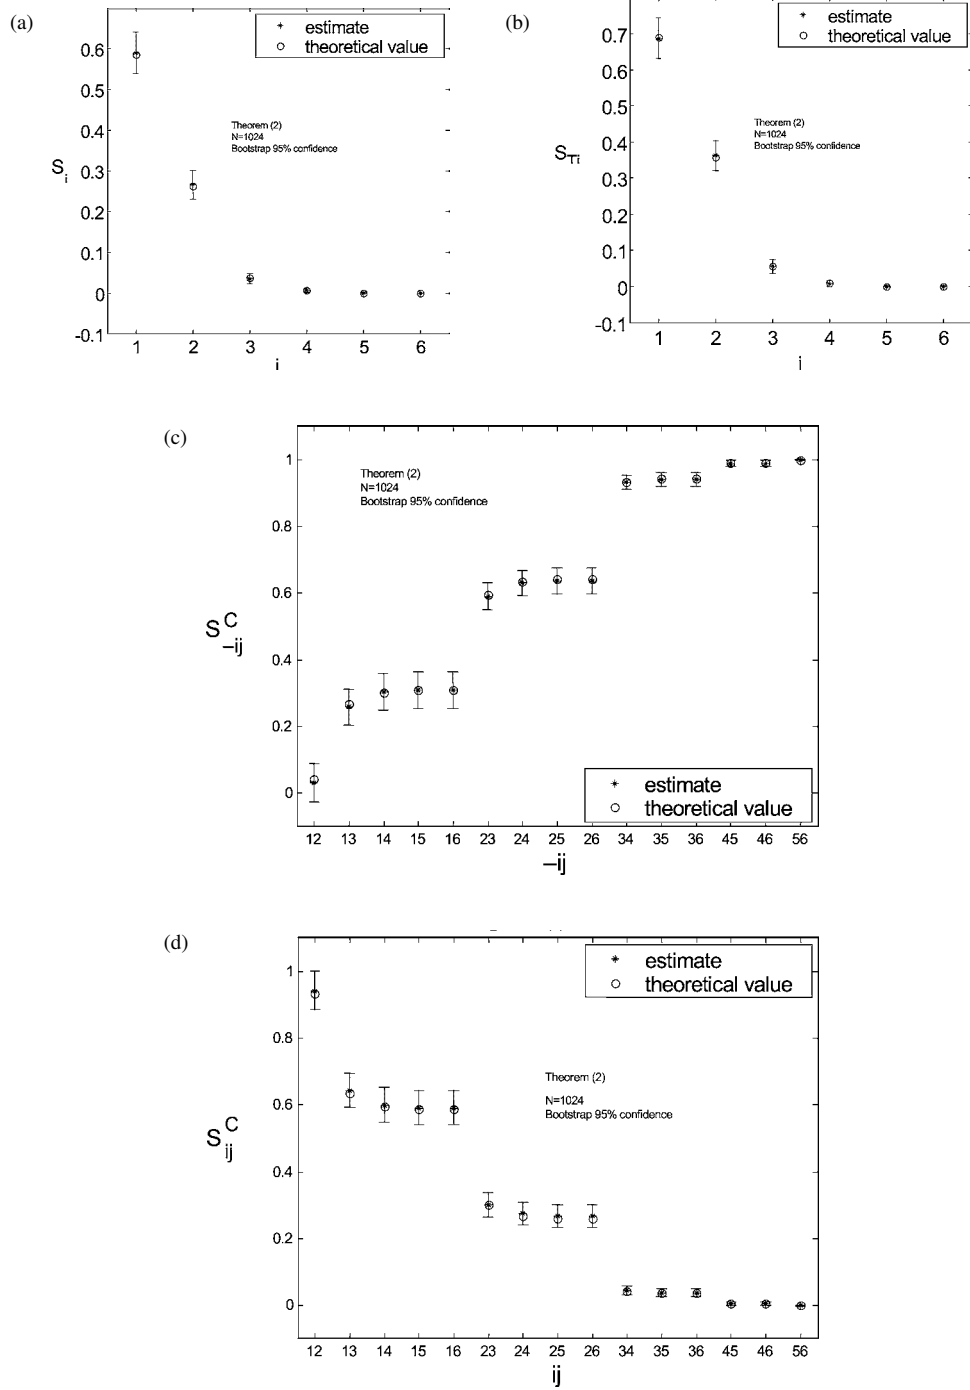 (a)
estimate
theoretical value
0.6
0.5
0.4
0.3
0.2
0.1
0
-0.1
S i
Theorem (2)
N=1024
Bootstrap 95% confidence
1 2 3 4 5 6
i
(b)
estimate
theoretical value
0.7
0.6
0.5
0.4
0.3
0.2
0.1
0
-0.1
S Ti
Theorem (2)
N=1024
Bootstrap 95% confidence
1 2 3 4 5 6
i
(c)
1
0.8
0.6
0.4
0.2
0
S C –ij
Theorem (2)
N=1024
Bootstrap 95% confidence
estimate
theoretical value
12 13 14 15 16 23 24 25 26 34 35 36 45 46 56
–ij
(d)
estimate
theoretical value
1
0.8
0.6
0.4
0.2
0
S C ij
Theorem (2)
N=1024
Bootstrap 95% confidence
12 13 14 15 16 23 24 25 26 34 35 36 45 46 56
ij